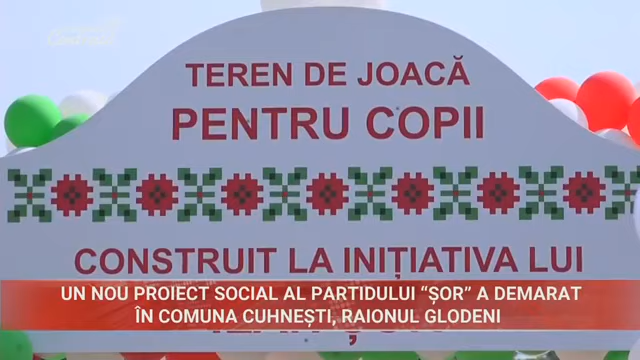 TEREN DE JOACĂ
PENTRU COPII
CONSTRUIT LA INIȚIATIVA LUI
UN NOU PROIECT SOCIAL AL PARTIDULUI “ȘOR” A DEMARAT
ÎN COMUNA CUHNEȘTI, RAIONUL GLODENI